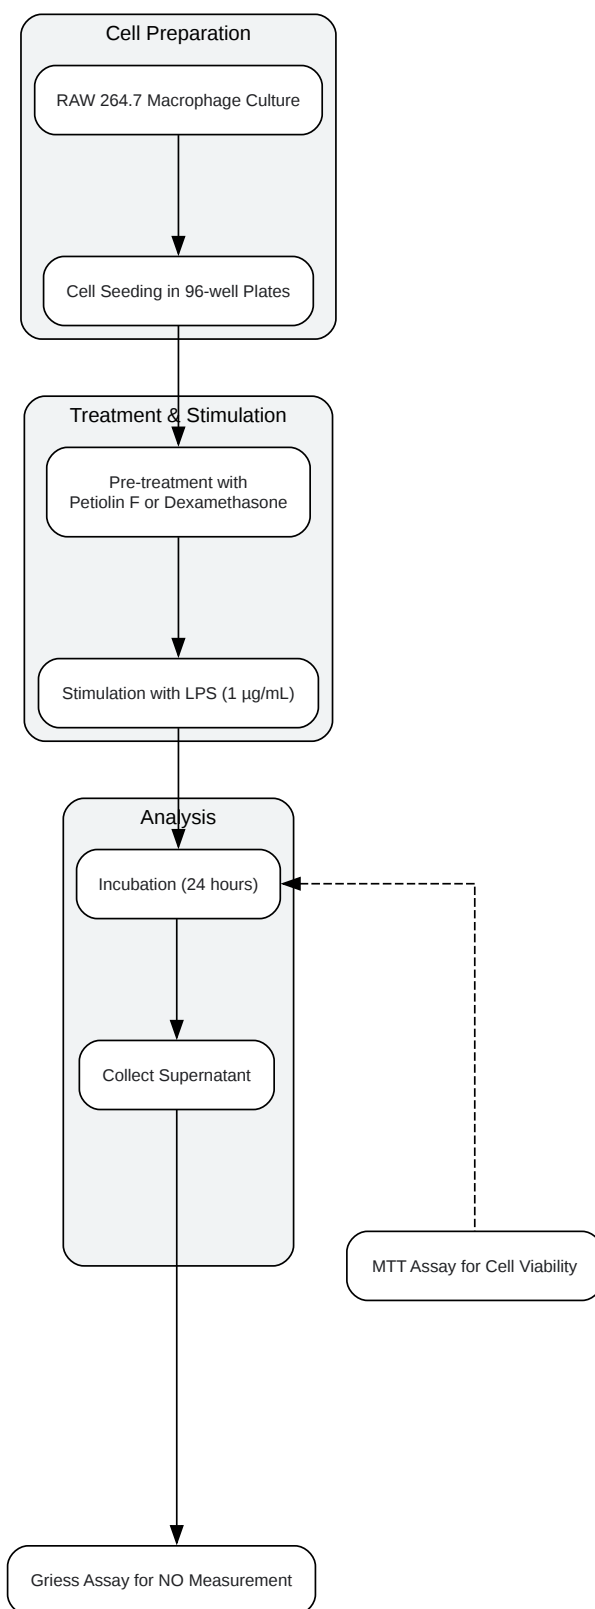 Cell Preparation
RAW 264.7 Macrophage Culture
Cell Seeding in 96-well Plates
Treatment & Stimulation
Pre-treatment with
Petiolin F or Dexamethasone
Stimulation with LPS (1 µg/mL)
Analysis
Incubation (24 hours)
Collect Supernatant
MTT Assay for Cell Viability
Griess Assay for NO Measurement